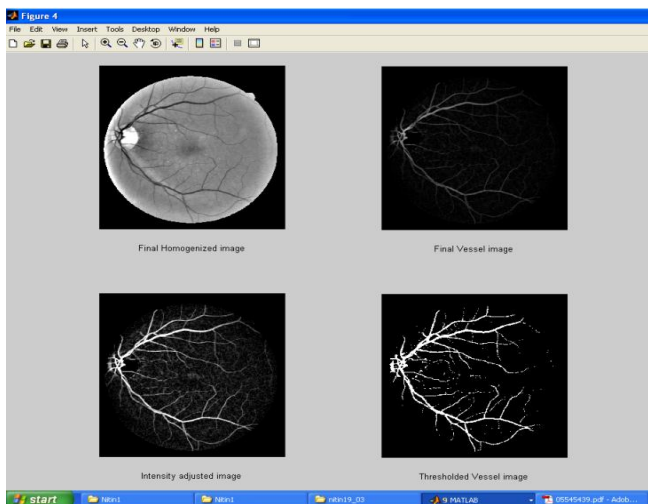 Figure 4
File Edit View Insert Tools Desktop Window Help
Final Homogenized image
Final Vessel image
Intensity adjusted image
Thresholded Vessel image
start Nitin1 Nitin1 nitin19_03 9 MATLAB 05545439.pdf - Adob...